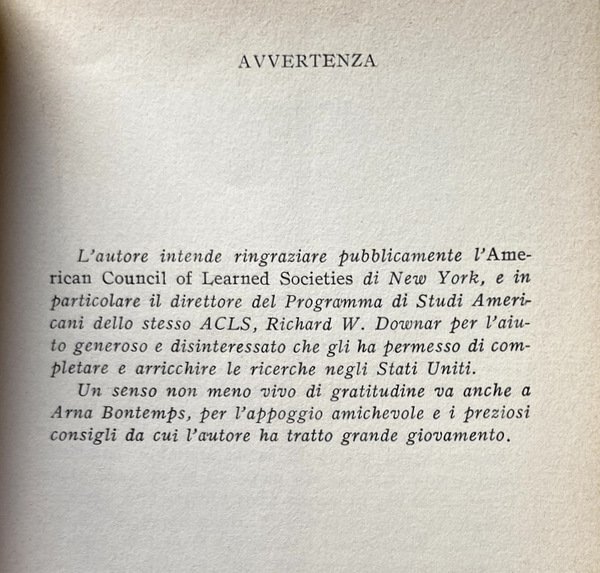 AVVERTENZA
L'autore intende ringraziare pubblicamente l'Ame-
rican Council of Learned Societies di New York, e in
particolare il direttore del Programma di Studi Ameri-
cani dello stesso ACLS, Richard W. Downar per l'aiu-
to generoso e disinteressato che gli ha permesso di com-
pletare e arricchire le ricerche negli Stati Uniti.
Un senso non meno vivo di gratitudine va anche a
Arna Bontemps, per l'appoggio amichevole e i preziosi
consigli da cui l'autore ha tratto grande giovamento.